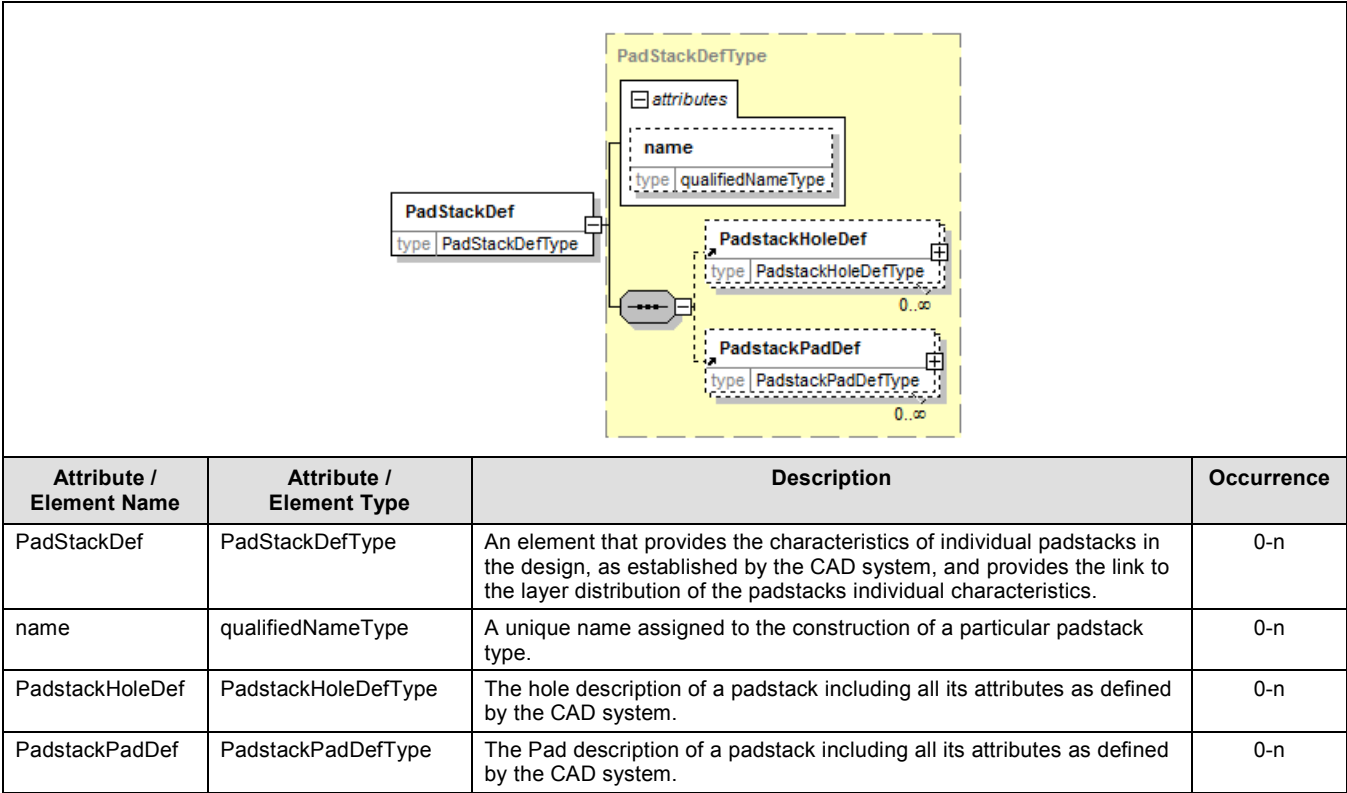 PadStackDefType
attributes
name
type qualifiedNameType
PadStackDef
type PadStackDefType
PadstackHoleDef
type PadstackHoleDefType
0..∞
PadstackPadDef
type PadstackPadDefType
0..∞
Attribute / Element Name
Attribute / Element Type
Description
Occurrence
PadStackDef
PadStackDefType
An element that provides the characteristics of individual padstacks in
the design, as established by the CAD system, and provides the link to
the layer distribution of the padstacks individual characteristics.
0-n
name
qualifiedNameType
A unique name assigned to the construction of a particular padstack
type.
0-n
PadstackHoleDef
PadstackHoleDefType
The hole description of a padstack including all its attributes as defined
by the CAD system.
0-n
PadstackPadDef
PadstackPadDefType
The Pad description of a padstack including all its attributes as defined
by the CAD system.
0-n